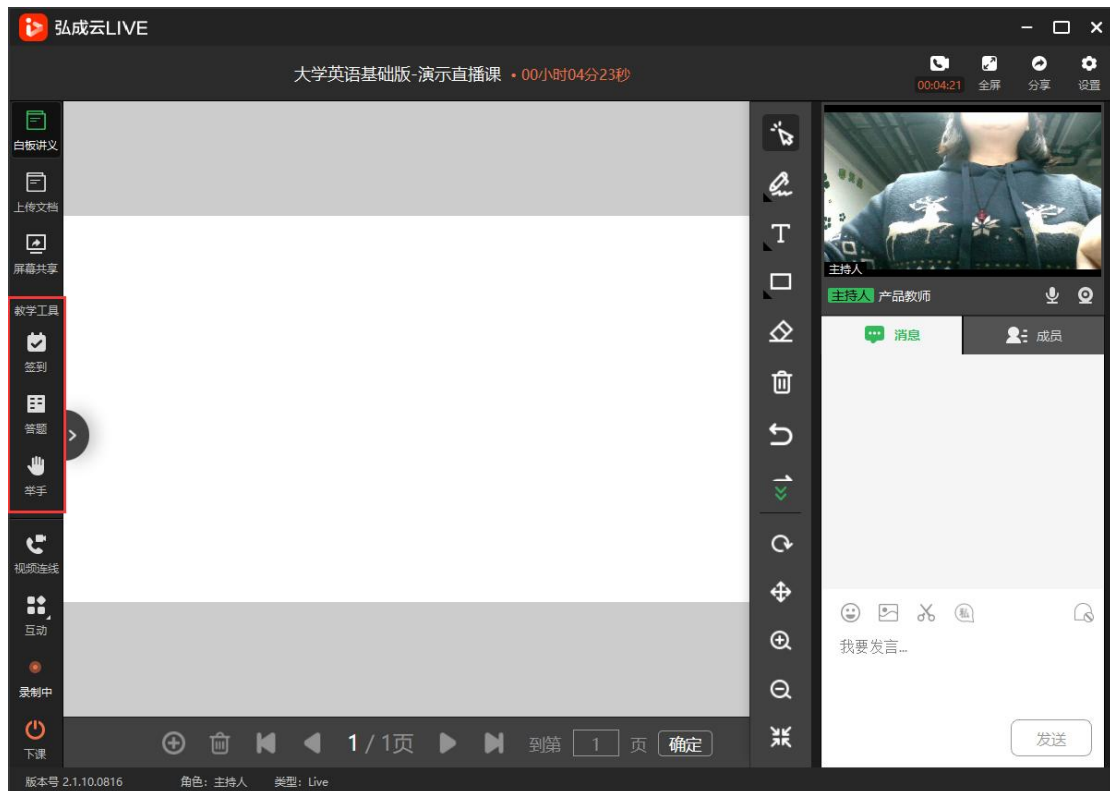 弘成云LIVE
大学英语基础版-演示直播课 • 00小时04分23秒
00:04:21 全屏 分享 设置
白板讲义
上传文档
屏幕共享
教学工具
签到
答题
举手
视频连线
互动
录制中
下课
T
主持人
主持人 产品教师
消息 成员
私
我要发言...
发送
1 / 1页 到第 1 页 确定
版本号 2.1.10.0816 角色: 主持人 类型: Live